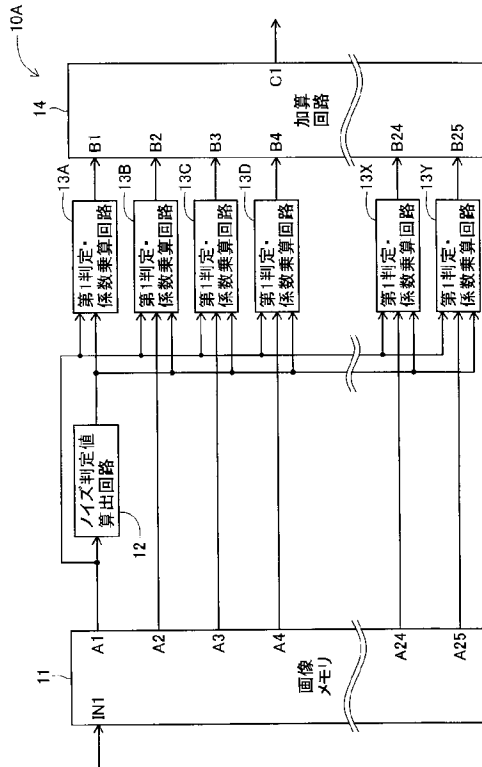 10A
11
IN1
画像
メモリ
A1
A2
A3
A4
A24
A25
ノイズ判定値
算出回路
12
13A
第1判定・
係数乗算回路
13B
第1判定・
係数乗算回路
13C
第1判定・
係数乗算回路
13D
第1判定・
係数乗算回路
13X
第1判定・
係数乗算回路
13Y
第1判定・
係数乗算回路
14
B1
B2
B3
B4
B24
B25
加算
回路
C1